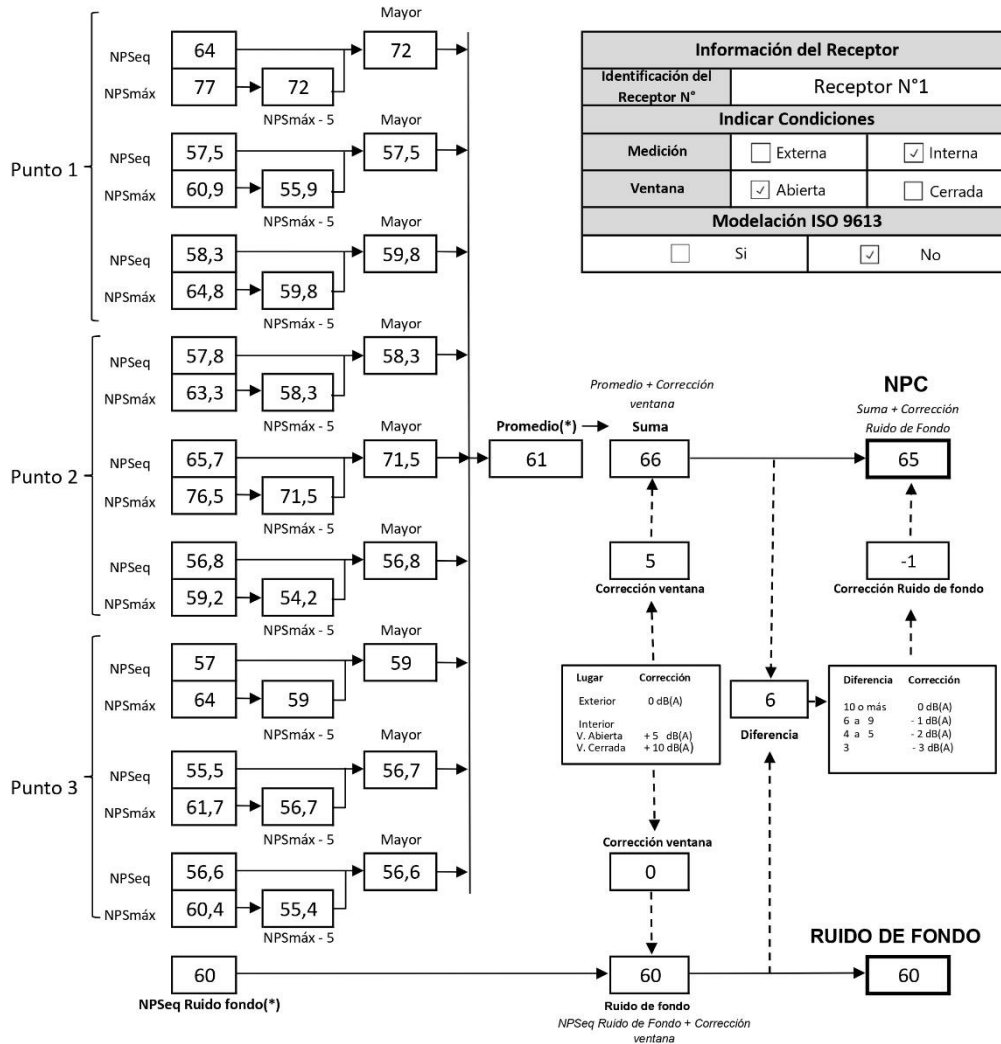 Punto 1
Mayor
NPSeq
64
72
NPSmáx
77
72
NPSmáx - 5
Mayor
NPSeq
57,5
57,5
NPSmáx
60,9
55,9
NPSmáx - 5
Mayor
NPSeq
58,3
59,8
NPSmáx
64,8
59,8
NPSmáx - 5
Punto 2
Mayor
NPSeq
57,8
58,3
NPSmáx
63,3
58,3
NPSmáx - 5
Mayor
NPSeq
65,7
71,5
NPSmáx
76,5
71,5
NPSmáx - 5
Mayor
NPSeq
56,8
56,8
NPSmáx
59,2
54,2
NPSmáx - 5
Punto 3
Mayor
NPSeq
57
59
NPSmáx
64
59
NPSmáx - 5
Mayor
NPSeq
55,5
56,7
NPSmáx
61,7
56,7
NPSmáx - 5
Mayor
NPSeq
56,6
56,6
NPSmáx
60,4
55,4
NPSmáx - 5
60
NPSeq Ruido fondo(*)
Información del Receptor
Identificación del
Receptor N°
Receptor N°1
Indicar Condiciones
Medición
Externa
✓ Interna
Ventana
✓ Abierta
Cerrada
Modelación ISO 9613
Si
✓ No
Promedio(*)
61
Promedio + Corrección
ventana
Suma
66
5
Corrección ventana
Lugar Corrección
Exterior 0 dB(A)
Interior
V. Abierta + 5 dB(A)
V. Cerrada + 10 dB(A)
Corrección ventana
0
60
Ruido de fondo
NPSeq Ruido de Fondo + Corrección
ventana
6
Diferencia
NPC
Suma + Corrección
Ruido de Fondo
65
-1
Corrección Ruido de fondo
Diferencia Corrección
10 o más 0 dB(A)
6 a 9 - 1 dB(A)
4 a 5 - 2 dB(A)
3 - 3 dB(A)
RUIDO DE FONDO
60